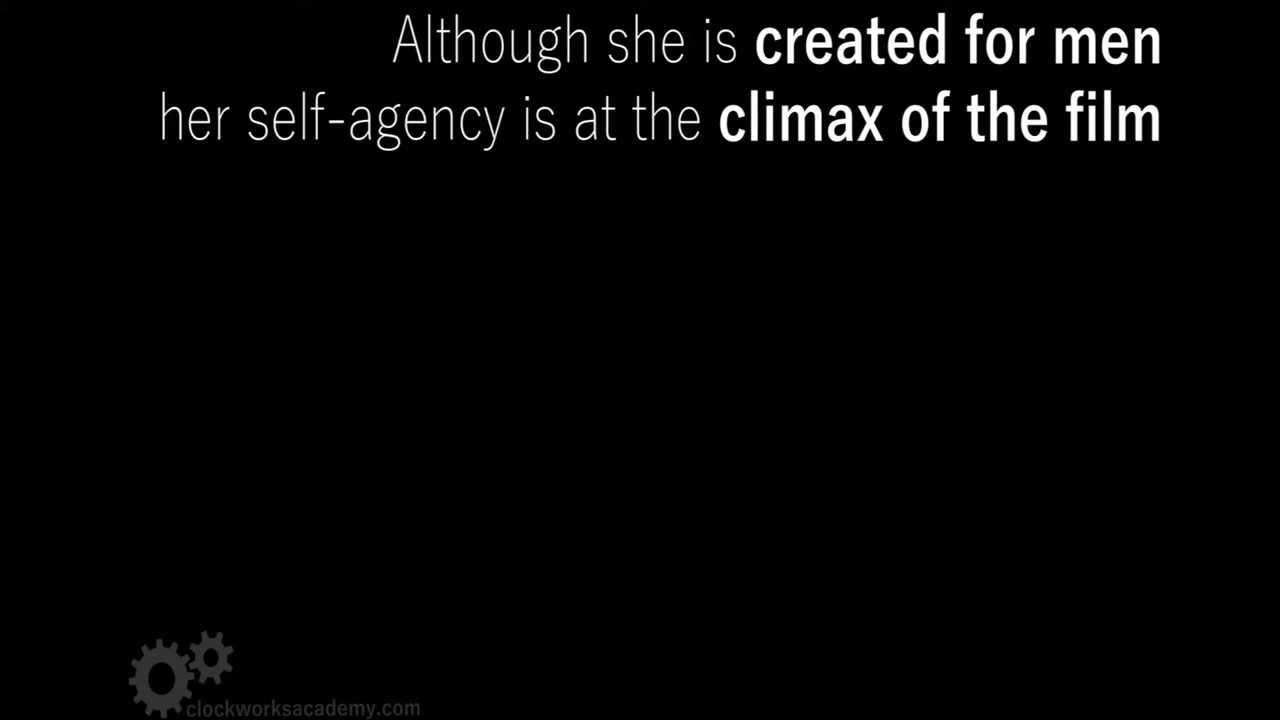 Although she is created for men
her self-agency is at the climax of the film
clockworksacademy.com